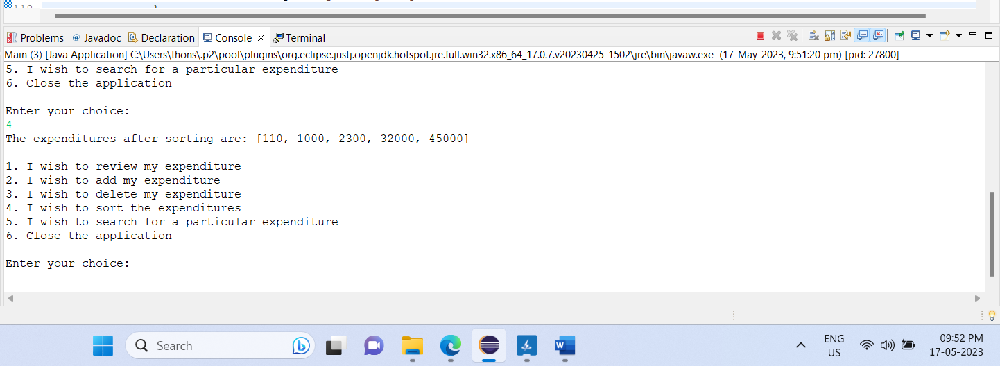 118
Problems @ Javadoc Declaration Console Terminal
Main (3) [Java Application] C:\Users\thons\.p2\pool\plugins\org.eclipse.justj.openjdk.hotspot.jre.full.win32.x86_64_17.0.7.v20230425-1502\jre\bin\javaw.exe (17-May-2023, 9:51:20 pm) [pid: 27800]
5. I wish to search for a particular expenditure
6. Close the application
Enter your choice:
4
The expenditures after sorting are: [110, 1000, 2300, 32000, 45000]
1. I wish to review my expenditure
2. I wish to add my expenditure
3. I wish to delete my expenditure
4. I wish to sort the expenditures
5. I wish to search for a particular expenditure
6. Close the application
Enter your choice:
Search
ENG
US
09:52 PM
17-05-2023